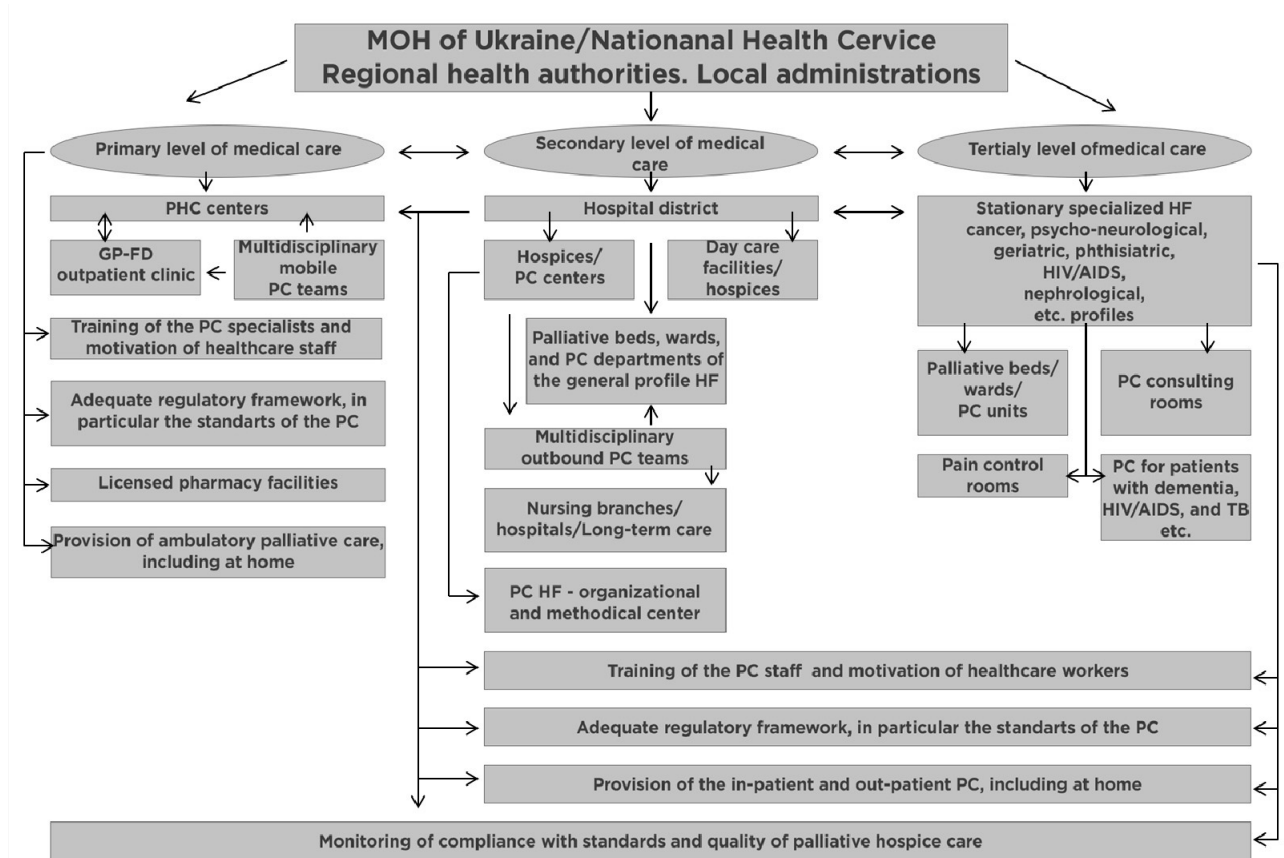 MOH of Ukraine/Nationanal Health Cervice
Regional health authorities. Local administrations
Primary level of medical care
Secondary level of medical
care
Tertialy level ofmedical care
PHC centers
Hospital district
Stationary specialized HF
cancer, psycho-neurological,
geriatric, phthisiatric,
HIV/AIDS,
nephrological,
etc. profiles
GP-FD
outpatient clinic
Multidisciplinary
mobile
PC teams
Hospices/
PC centers
Day care
facilities/
hospices
Training of the PC specialists and
motivation of healthcare staff
Palliative beds, wards,
and PC departments of
the general profile HF
Palliative beds/
wards/
PC units
PC consulting
rooms
Adequate regulatory framework, in
particular the standarts of the PC
Multidisciplinary
outbound PC teams
Pain control
rooms
PC for patients
with dementia,
HIV/AIDS, and TB
etc.
Licensed pharmacy facilities
Nursing branches/
hospitals/Long-term care
Provision of ambulatory palliative care,
including at home
PC HF - organizational
and methodical center
Training of the PC staff and motivation of healthcare workers
Adequate regulatory framework, in particular the standarts of the PC
Provision of the in-patient and out-patient PC, including at home
Monitoring of compliance with standards and quality of palliative hospice care